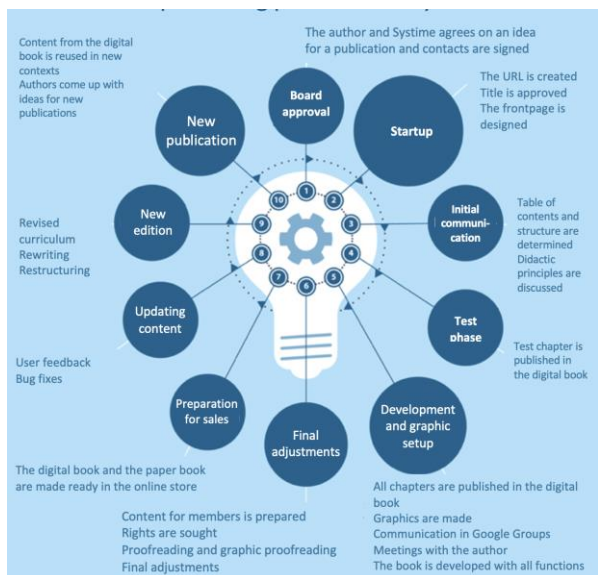 The author and Systime agrees on an idea
for a publication and contacts are signed
Board
approval
1
The URL is created
Title is approved
The frontpage is
designed
Startup
2
Table of
contents and
structure are
determined
Didactic
principles are
discussed
Initial
communi-
cation
3
Test
phase
4
Test chapter is
published in
the digital book
Development
and graphic
setup
5
All chapters are published in the digital
book
Graphics are made
Communication in Google Groups
Meetings with the author
The book is developed with all functions
Final
adjustments
6
Content for members is prepared
Rights are sought
Proofreading and graphic proofreading
Final adjustments
Preparation
for sales
7
The digital book and the paper book
are made ready in the online store
Updating
content
8
User feedback
Bug fixes
New
edition
9
Revised
curriculum
Rewriting
Restructuring
New
publication
10
Content from the digital
book is reused in new
contexts
Authors come up with
ideas for new
publications